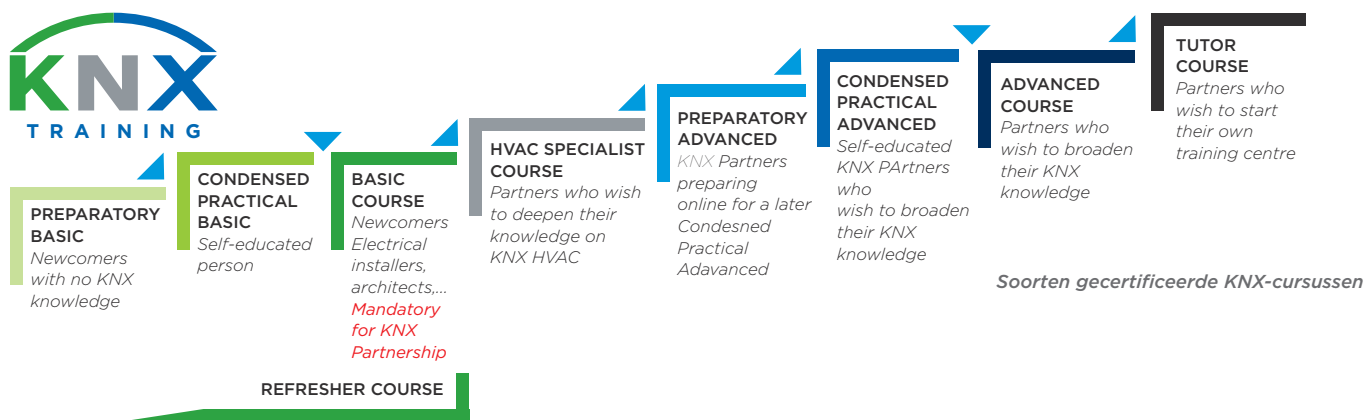 KNX
TRAINING
PREPARATORY
BASIC
Newcomers
with no KNX
knowledge
CONDENSED
PRACTICAL
BASIC
Self-educated
person
BASIC
COURSE
Newcomers
Electrical
installers,
architects,...
Mandatory
for KNX
Partnership
HVAC SPECIALIST
COURSE
Partners who wish
to deepen their
knowledge on
KNX HVAC
PREPARATORY
ADVANCED
KNX Partners
preparing
online for a later
Condesned
Practical
Adavanced
CONDENSED
PRACTICAL
ADVANCED
Self-educated
KNX PArtners
who
wish to broaden
their KNX
knowledge
ADVANCED
COURSE
Partners who
wish to broaden
their KNX
knowledge
TUTOR
COURSE
Partners who
wish to start
their own
training centre
Soorten gecertificeerde KNX-cursussen
REFRESHER COURSE